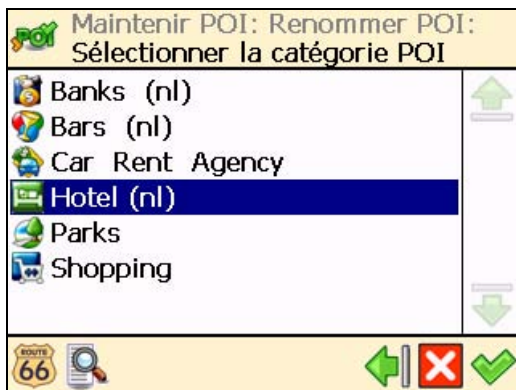 POI
Maintenir POI: Renommer POI:
Sélectionner la catégorie POI
Banks (nl)
Bars (nl)
Car Rent Agency
Hotel (nl)
Parks
Shopping
ROUTE
66